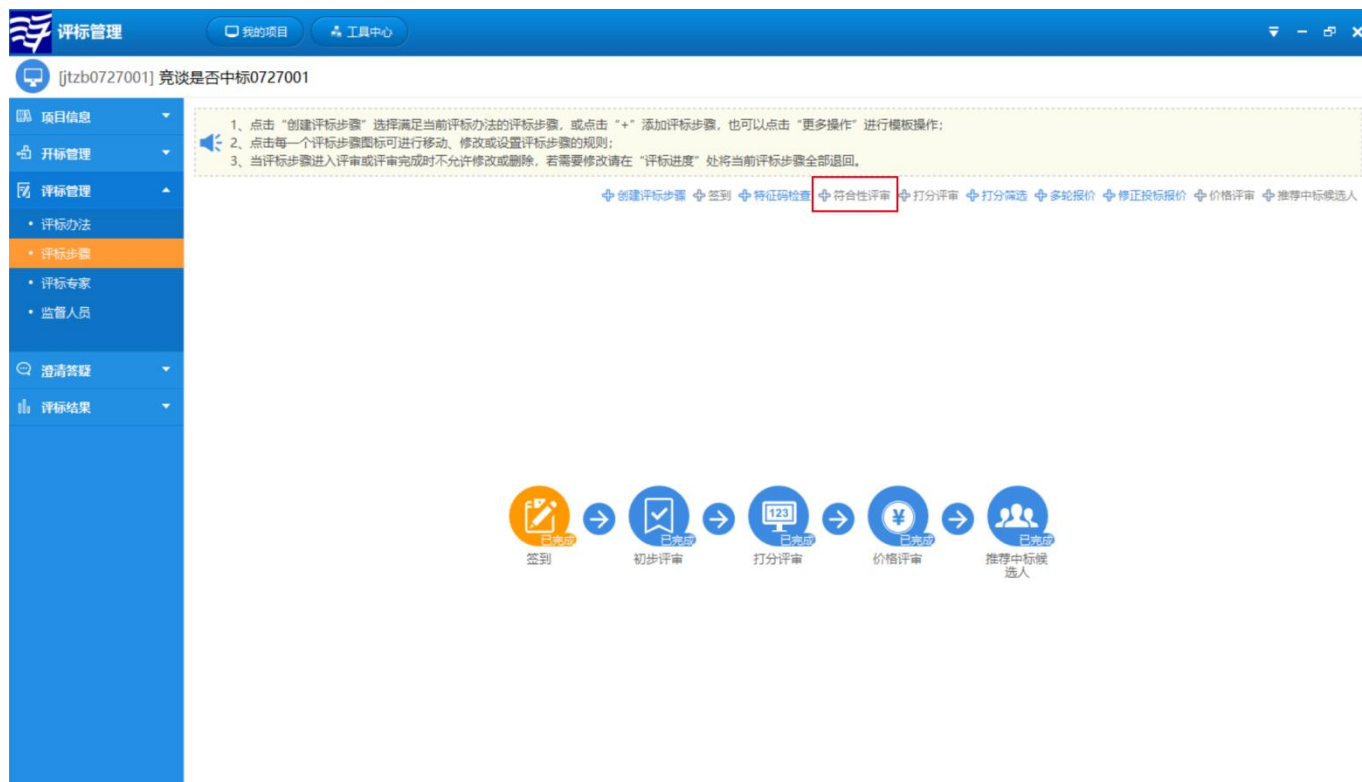 评标管理 我的项目 工具中心
[jtzb0727001] 竞谈是否中标0727001
项目信息
开标管理
评标管理
• 评标办法
• 评标步骤
• 评标专家
• 监督人员
澄清答疑
评标结果
1、点击“创建评标步骤”选择满足当前评标办法的评标步骤，或点击“+”添加评标步骤，也可以点击“更多操作”进行模板操作；
2、点击每一个评标步骤图标可进行移动、修改或设置评标步骤的规则；
3、当评标步骤进入评审或评审完成时不允许修改或删除，若需要修改请在“评标进度”处将当前评标步骤全部退回。
创建评标步骤 签到 特征码检查 符合性评审 打分评审 打分筛选 多轮报价 修正投标报价 价格评审 推荐中标候选人
123 ¥
已完成 已完成 已完成 已完成 已完成
签到 初步评审 打分评审 价格评审 推荐中标候
选人